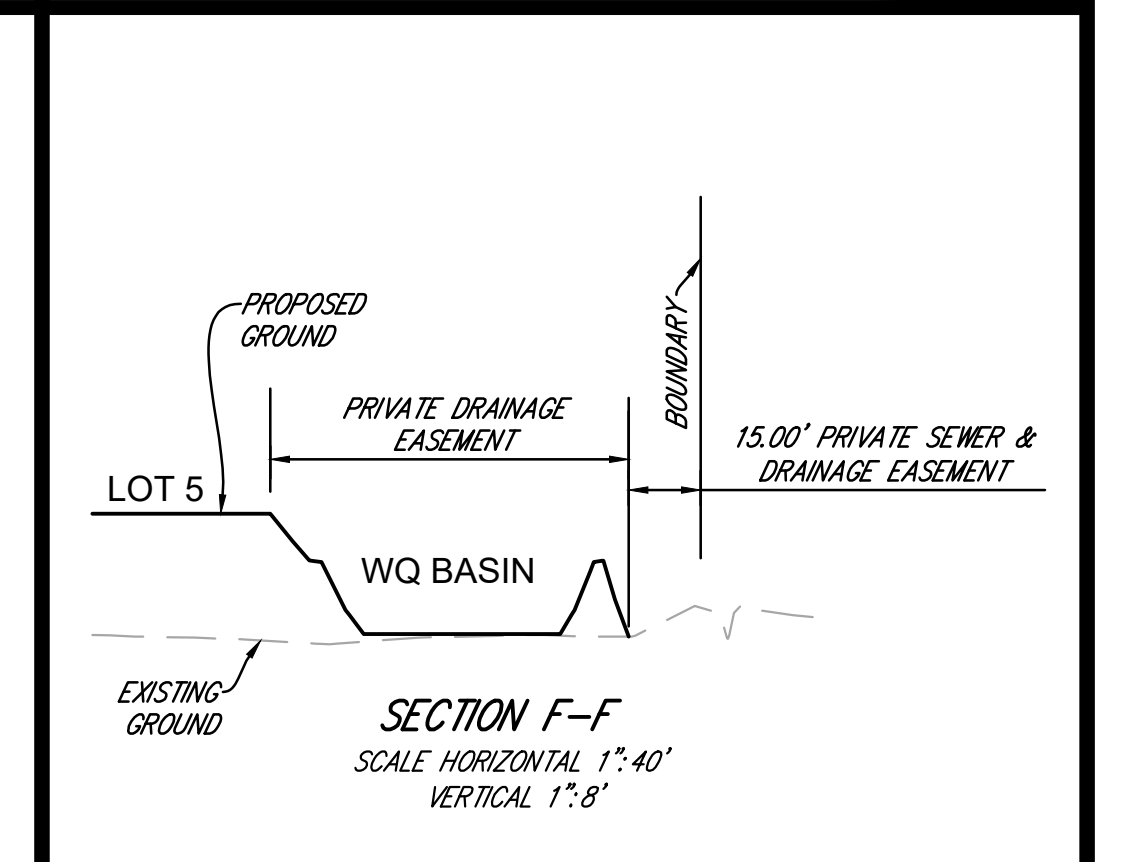 PROPOSED
GROUND
BOUNDARY
PRIVATE DRAINAGE
EASEMENT
15.00' PRIVATE SEWER &
DRAINAGE EASEMENT
LOT 5
WQ BASIN
EXISTING
GROUND
SECTION F-F
SCALE HORIZONTAL 1":40'
VERTICAL 1":8'